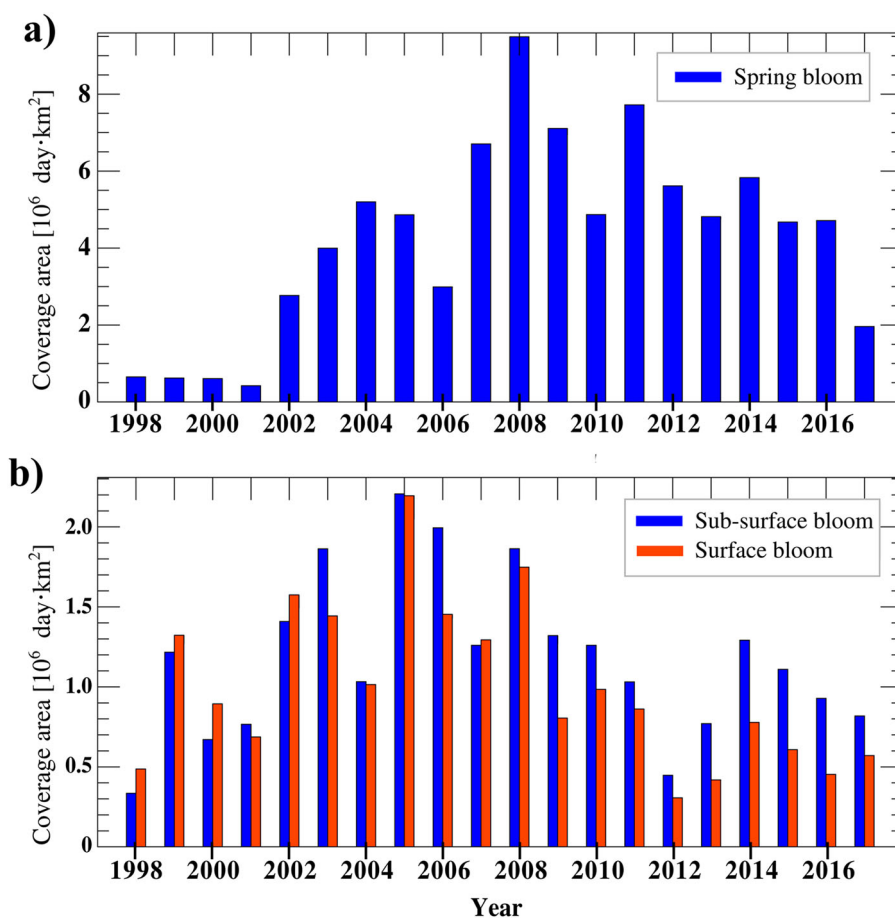 a)
Coverage area [10⁶ day·km²]
8
6
4
2
0
Spring bloom
1998 2000 2002 2004 2006 2008 2010 2012 2014 2016
b)
Coverage area [10⁶ day·km²]
2.0
1.5
1.0
0.5
0
Sub-surface bloom
Surface bloom
1998 2000 2002 2004 2006 2008 2010 2012 2014 2016
Year